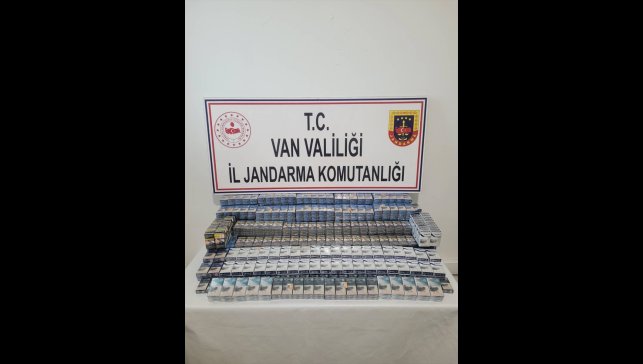 T.C.
VAN VALİLİĞİ
İL JANDARMA KOMUTANLIĞI